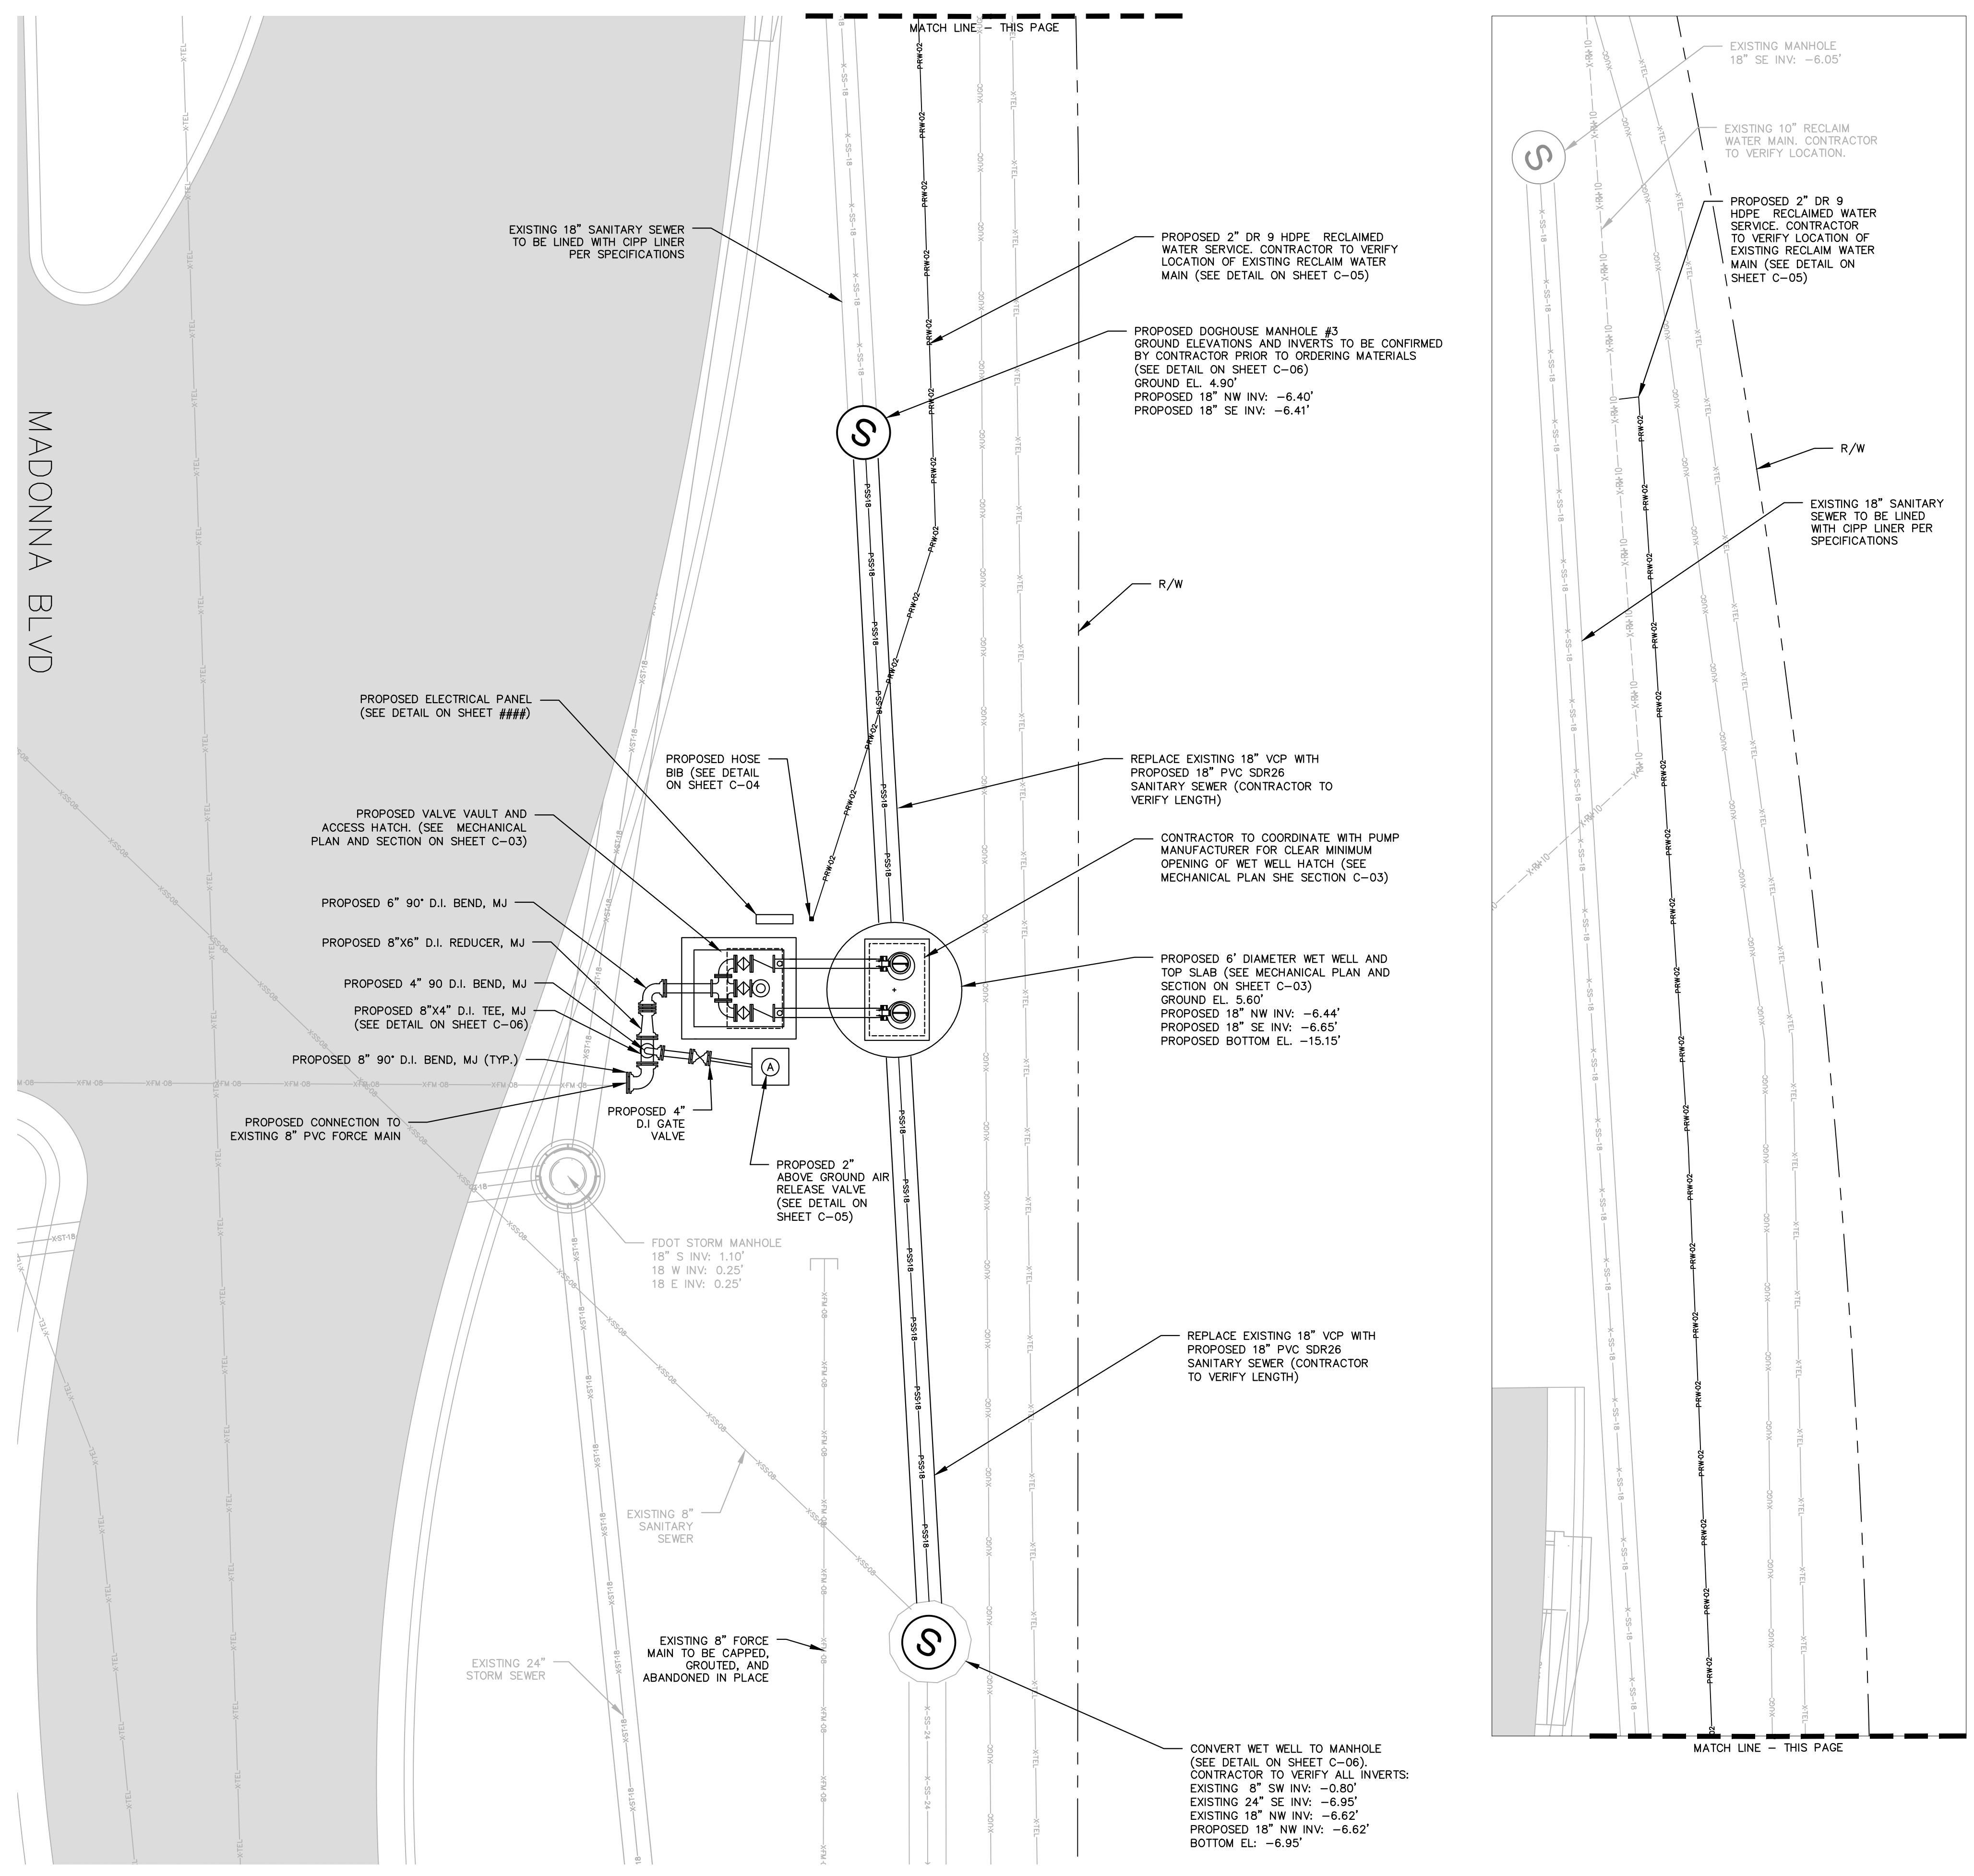 MATCH LINE – THIS PAGE
MADONNA BLVD
EXISTING 18" SANITARY SEWER
TO BE LINED WITH CIPP LINER
PER SPECIFICATIONS
PROPOSED 2" DR 9 HDPE  RECLAIMED
WATER SERVICE. CONTRACTOR TO VERIFY
LOCATION OF EXISTING RECLAIM WATER
MAIN (SEE DETAIL ON SHEET C–05)
PROPOSED DOGHOUSE MANHOLE #3
GROUND ELEVATIONS AND INVERTS TO BE CONFIRMED
BY CONTRACTOR PRIOR TO ORDERING MATERIALS
(SEE DETAIL ON SHEET C–06)
GROUND EL. 4.90'
PROPOSED 18" NW INV: –6.40'
PROPOSED 18" SE INV: –6.41'
S
R/W
PROPOSED ELECTRICAL PANEL
(SEE DETAIL ON SHEET ####)
PROPOSED HOSE
BIB (SEE DETAIL
ON SHEET C–04
REPLACE EXISTING 18" VCP WITH
PROPOSED 18" PVC SDR26
SANITARY SEWER (CONTRACTOR TO
VERIFY LENGTH)
PROPOSED VALVE VAULT AND
ACCESS HATCH. (SEE  MECHANICAL
PLAN AND SECTION ON SHEET C–03)
CONTRACTOR TO COORDINATE WITH PUMP
MANUFACTURER FOR CLEAR MINIMUM
OPENING OF WET WELL HATCH (SEE
MECHANICAL PLAN SHE SECTION C–03)
PROPOSED 6" 90° D.I. BEND, MJ
PROPOSED 8"X6" D.I. REDUCER, MJ
PROPOSED 4" 90 D.I. BEND, MJ
PROPOSED 8"X4" D.I. TEE, MJ
(SEE DETAIL ON SHEET C–06)
PROPOSED 8" 90° D.I. BEND, MJ (TYP.)
PROPOSED CONNECTION TO
EXISTING 8" PVC FORCE MAIN
PROPOSED 6' DIAMETER WET WELL AND
TOP SLAB (SEE MECHANICAL PLAN AND
SECTION ON SHEET C–03)
GROUND EL. 5.60'
PROPOSED 18" NW INV: –6.44'
PROPOSED 18" SE INV: –6.65'
PROPOSED BOTTOM EL. –15.15'
A
PROPOSED 4"
D.I GATE
VALVE
PROPOSED 2"
ABOVE GROUND AIR
RELEASE VALVE
(SEE DETAIL ON
SHEET C–05)
FDOT STORM MANHOLE
18" S INV: 1.10'
18 W INV: 0.25'
18 E INV: 0.25'
REPLACE EXISTING 18" VCP WITH
PROPOSED 18" PVC SDR26
SANITARY SEWER (CONTRACTOR
TO VERIFY LENGTH)
EXISTING 8"
SANITARY
SEWER
EXISTING 8" FORCE
MAIN TO BE CAPPED,
GROUTED, AND
ABANDONED IN PLACE
EXISTING 24"
STORM SEWER
S
CONVERT WET WELL TO MANHOLE
(SEE DETAIL ON SHEET C–06).
CONTRACTOR TO VERIFY ALL INVERTS:
EXISTING  8" SW INV: –0.80'
EXISTING 24" SE INV: –6.95'
EXISTING 18" NW INV: –6.62'
PROPOSED 18" NW INV: –6.62'
BOTTOM EL: –6.95'
X-TEL
X-SS-18
PRW-02
XUGC
P-SS-18
X-ST-18
X-SS-08
X-FM-08
X-SS-24
EXISTING MANHOLE
18" SE INV: –6.05'
S
EXISTING 10" RECLAIM
WATER MAIN. CONTRACTOR
TO VERIFY LOCATION.
PROPOSED 2" DR 9
HDPE  RECLAIMED WATER
SERVICE. CONTRACTOR
TO VERIFY LOCATION OF
EXISTING RECLAIM WATER
MAIN (SEE DETAIL ON
SHEET C–05)
R/W
EXISTING 18" SANITARY
SEWER TO BE LINED
WITH CIPP LINER PER
SPECIFICATIONS
X-RW-10
MATCH LINE – THIS PAGE